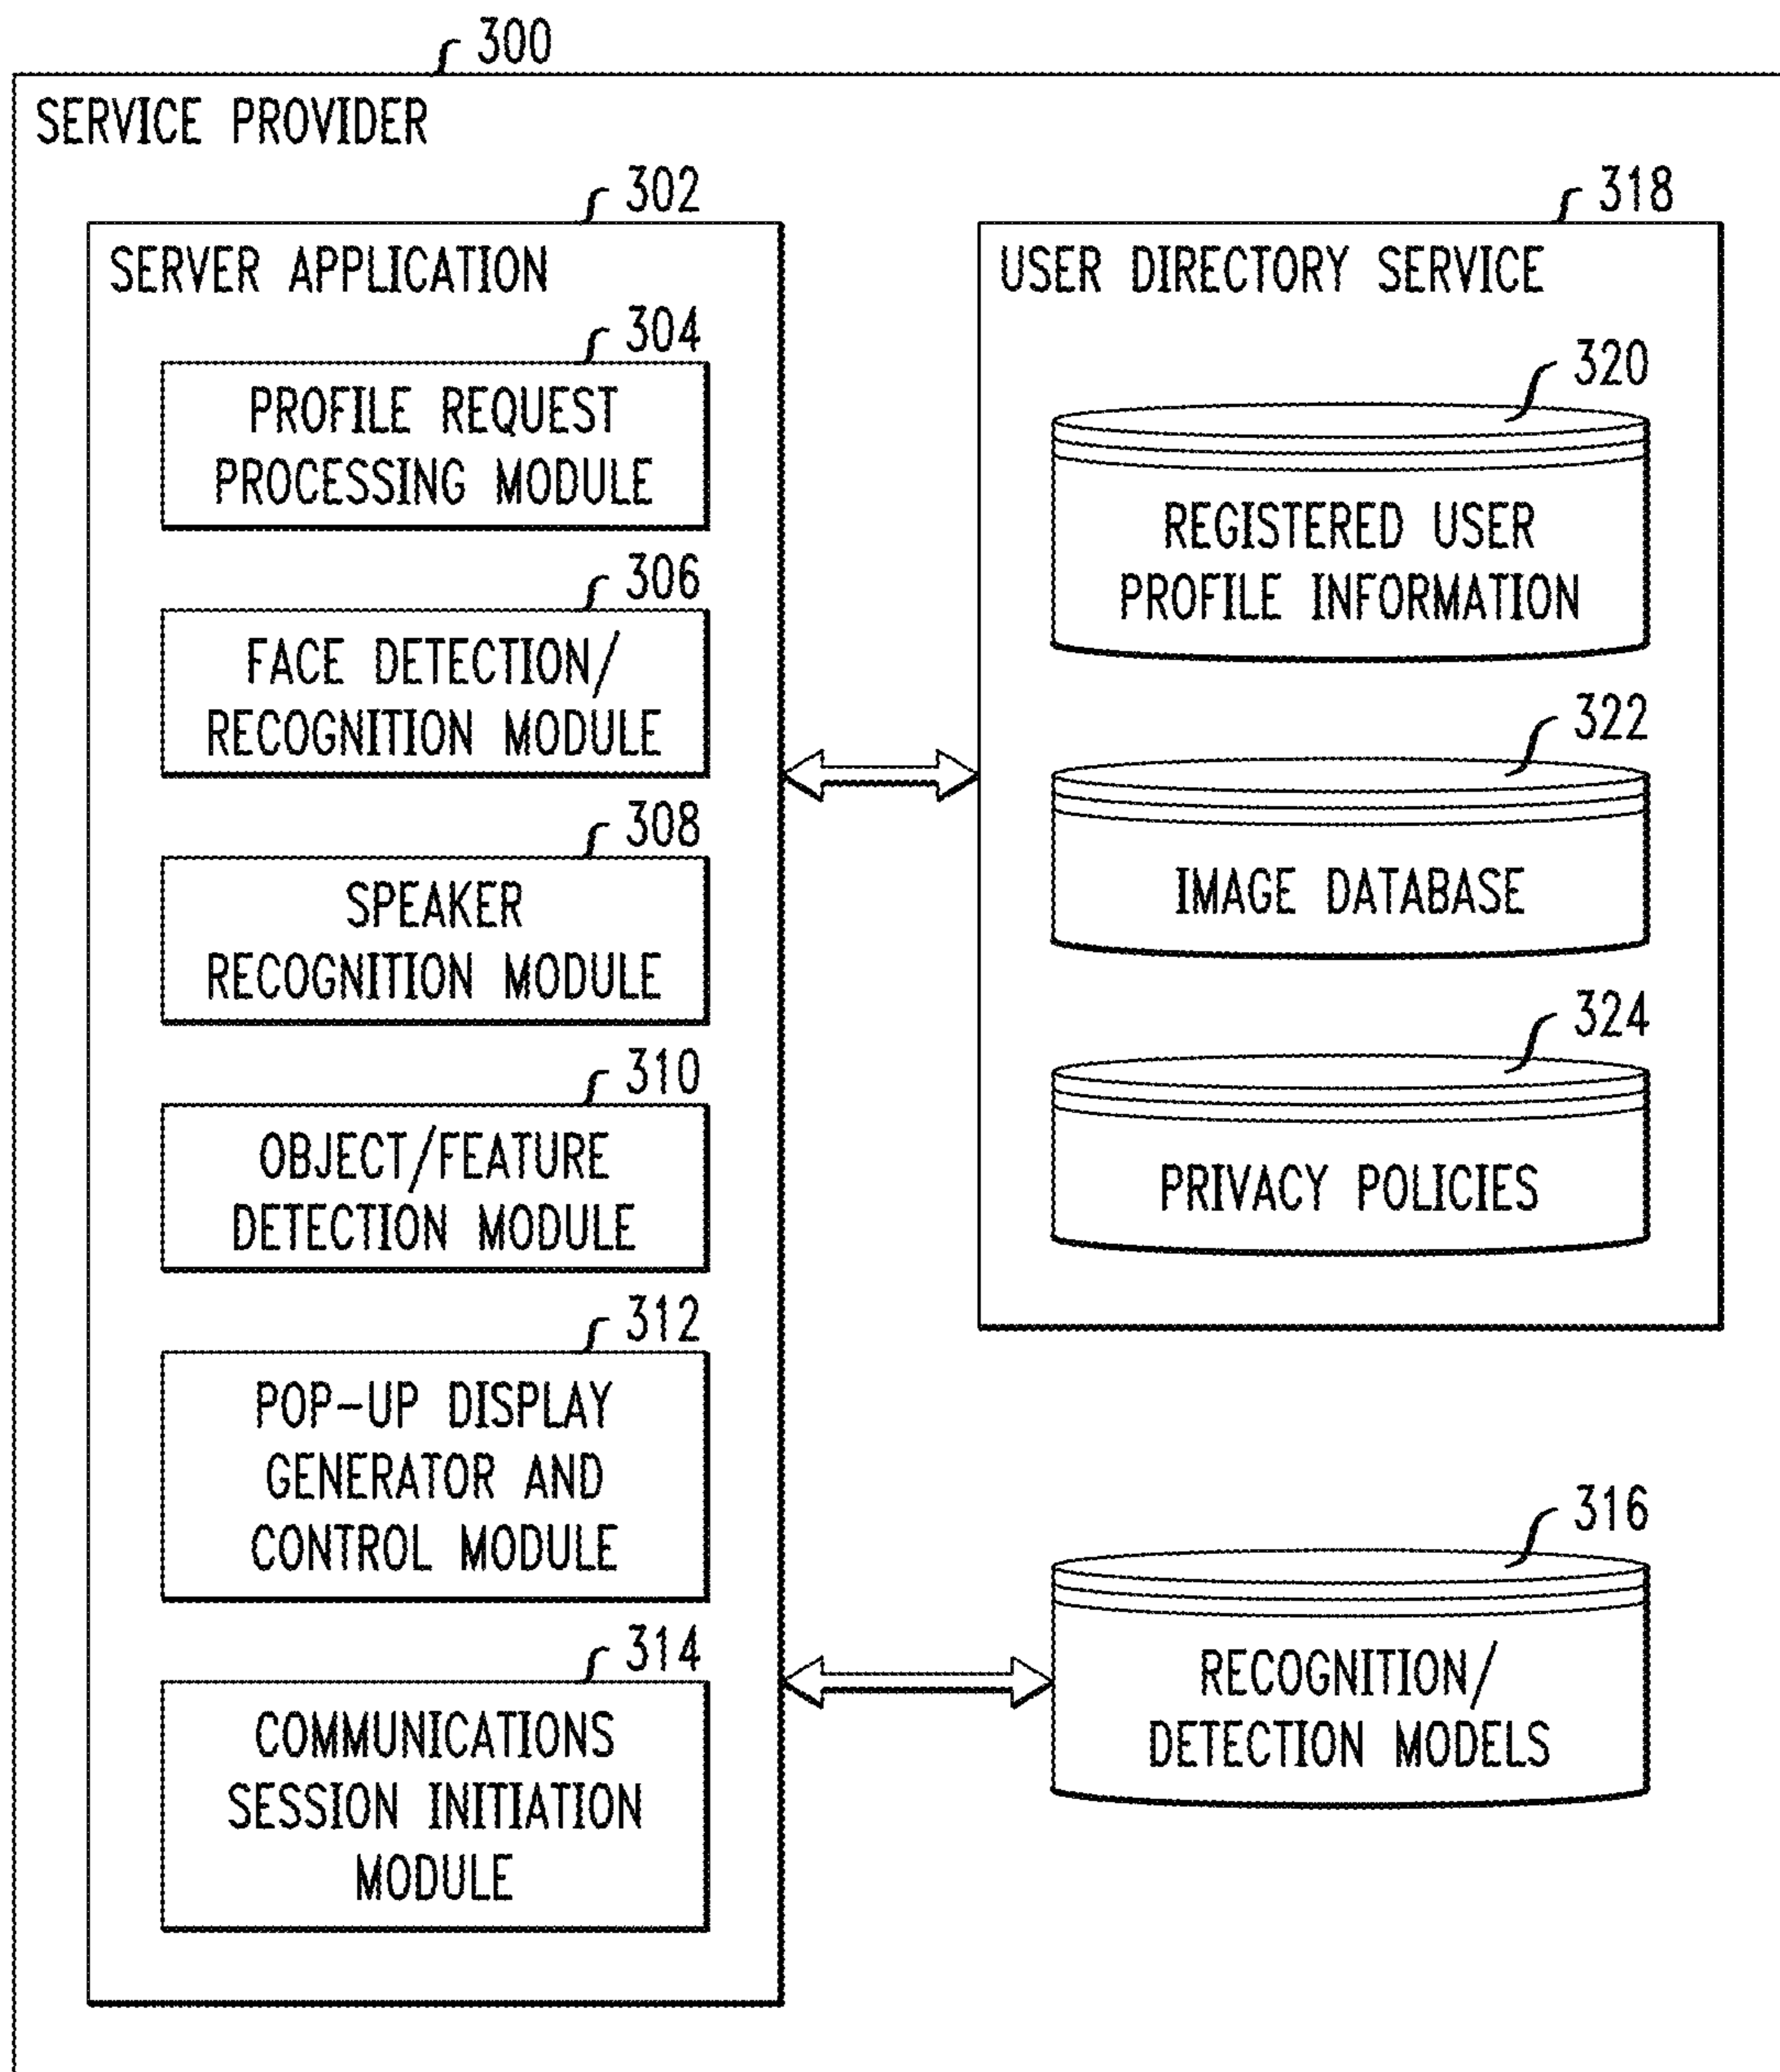 300
SERVICE PROVIDER
302
SERVER APPLICATION
304
PROFILE REQUEST
PROCESSING MODULE
306
FACE DETECTION/
RECOGNITION MODULE
308
SPEAKER
RECOGNITION MODULE
310
OBJECT/FEATURE
DETECTION MODULE
312
POP-UP DISPLAY
GENERATOR AND
CONTROL MODULE
314
COMMUNICATIONS
SESSION INITIATION
MODULE
318
USER DIRECTORY SERVICE
320
REGISTERED USER
PROFILE INFORMATION
322
IMAGE DATABASE
324
PRIVACY POLICIES
316
RECOGNITION/
DETECTION MODELS